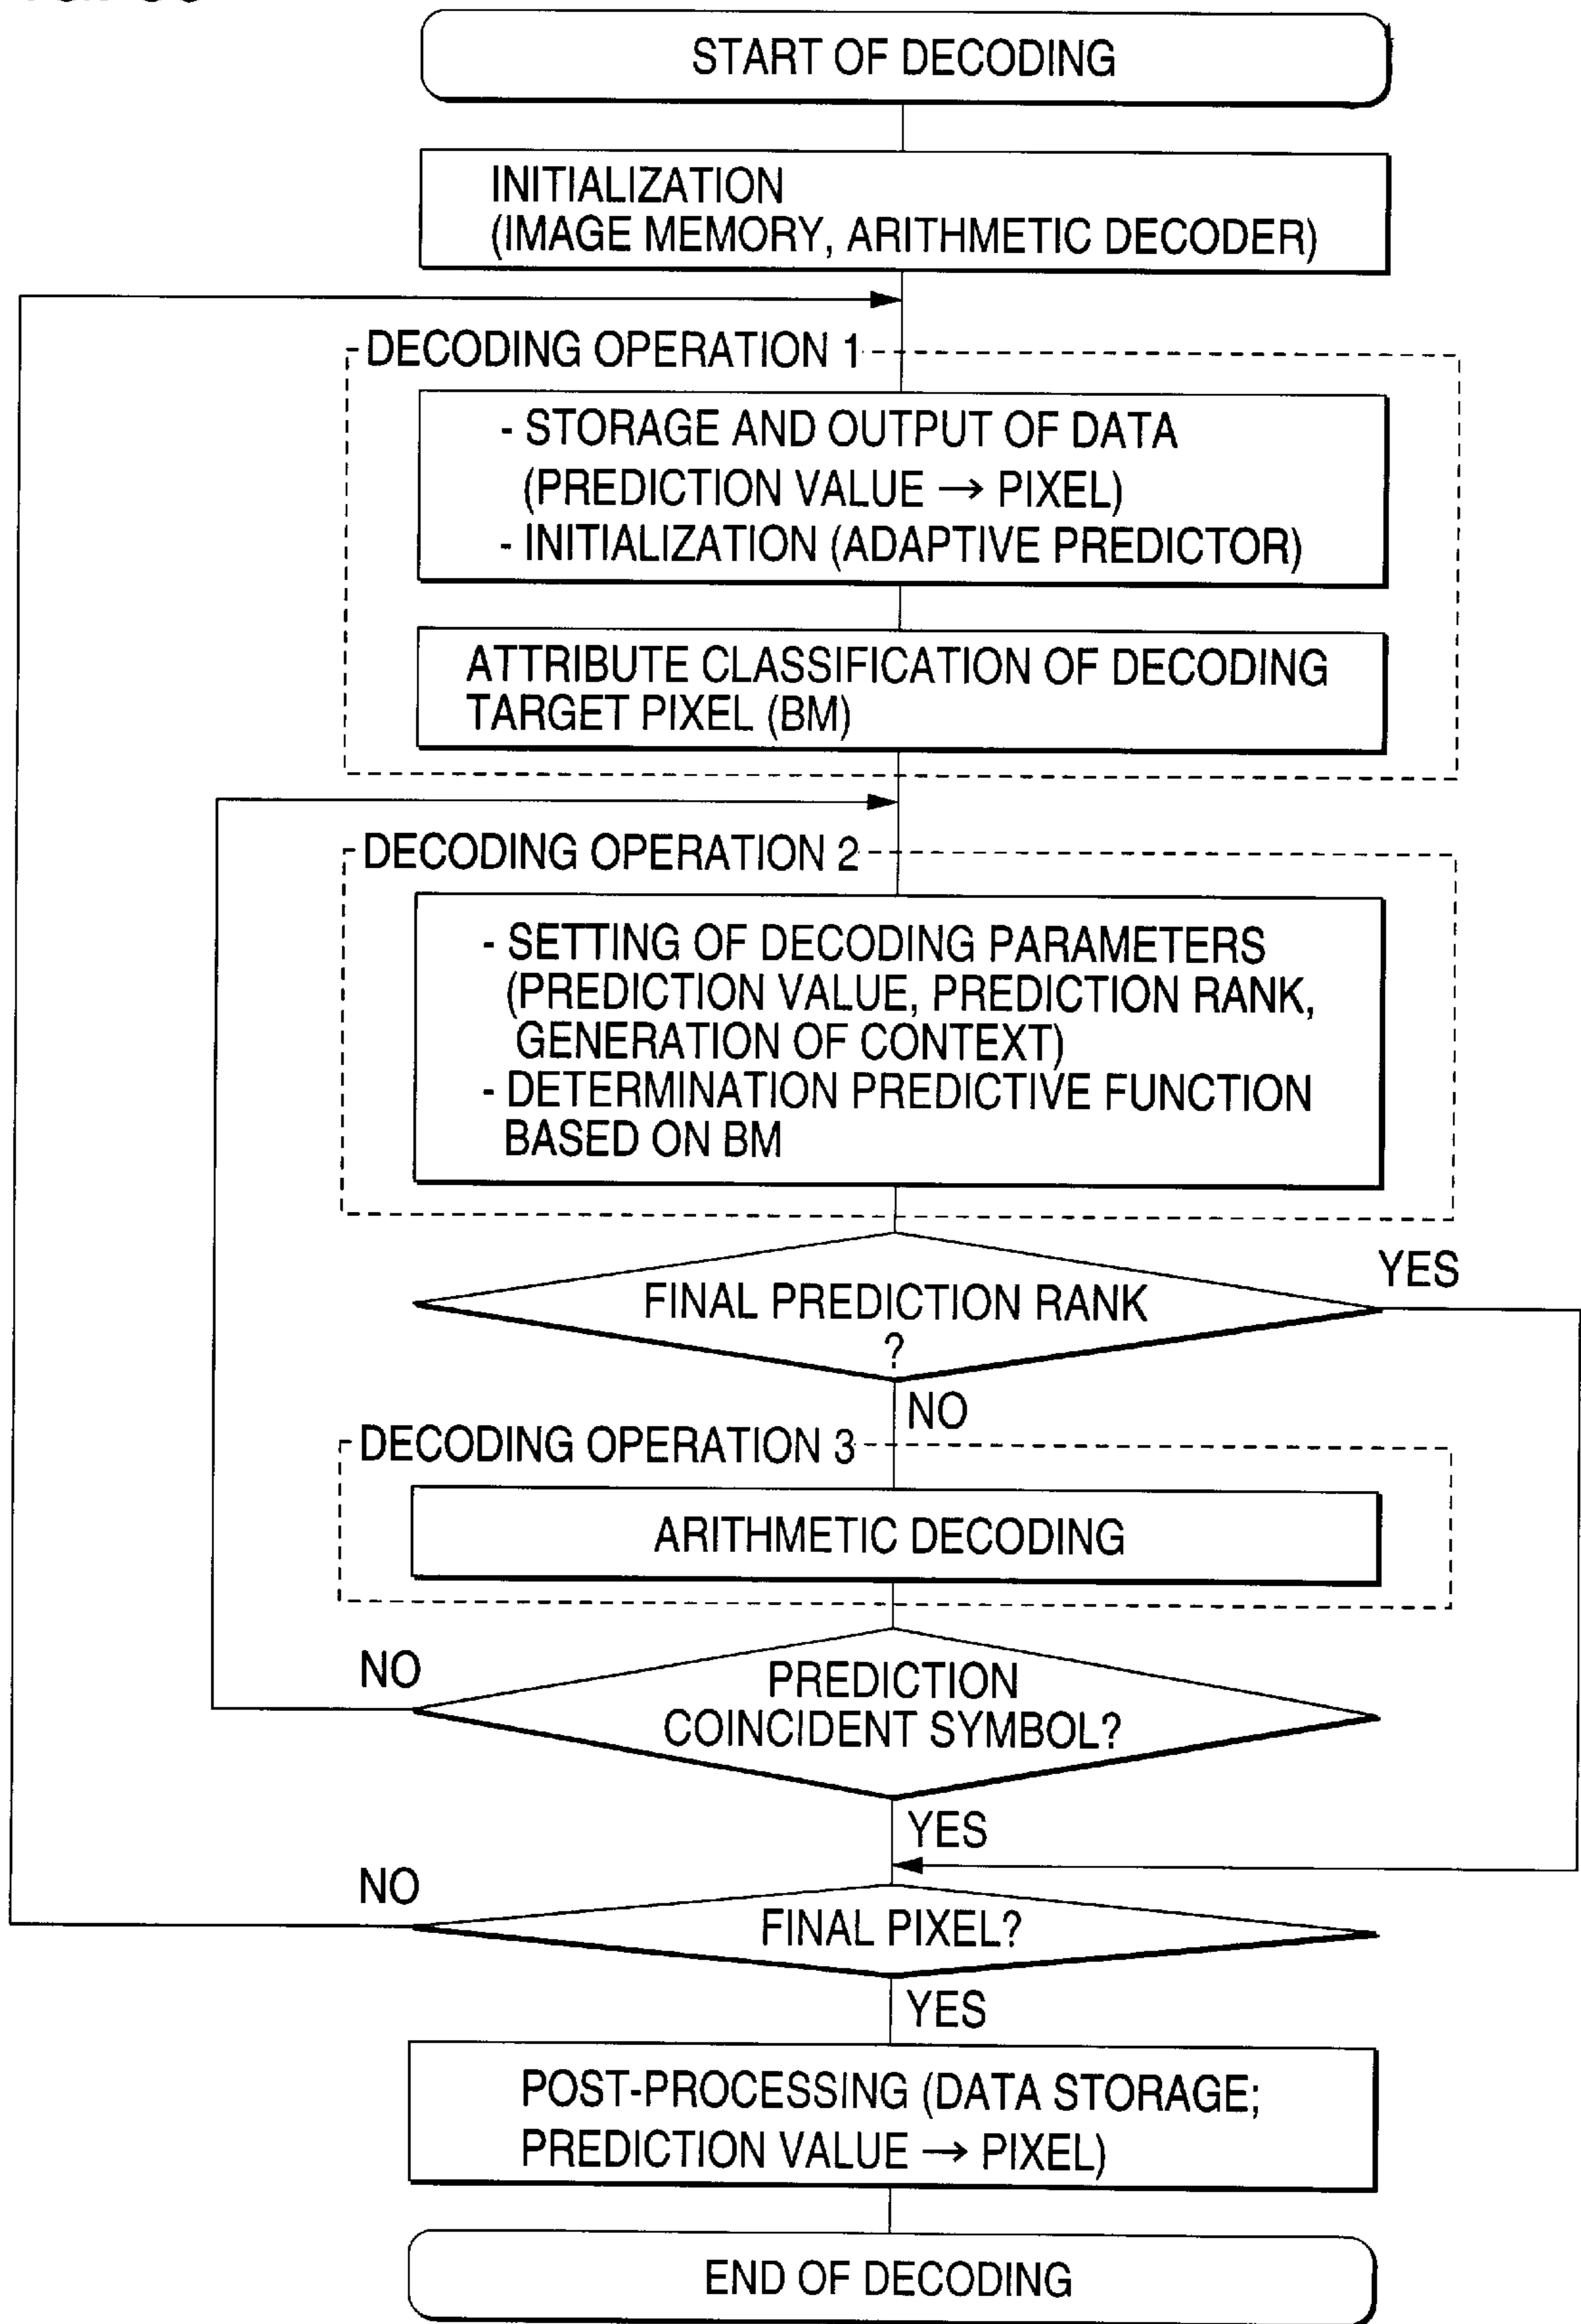 START OF DECODING
INITIALIZATION
(IMAGE MEMORY, ARITHMETIC DECODER)
DECODING OPERATION 1
- STORAGE AND OUTPUT OF DATA
(PREDICTION VALUE → PIXEL)
- INITIALIZATION (ADAPTIVE PREDICTOR)
ATTRIBUTE CLASSIFICATION OF DECODING
TARGET PIXEL (BM)
DECODING OPERATION 2
- SETTING OF DECODING PARAMETERS
(PREDICTION VALUE, PREDICTION RANK,
GENERATION OF CONTEXT)
- DETERMINATION PREDICTIVE FUNCTION
BASED ON BM
YES
FINAL PREDICTION RANK
?
NO
DECODING OPERATION 3
ARITHMETIC DECODING
NO
PREDICTION
COINCIDENT SYMBOL?
YES
NO
FINAL PIXEL?
YES
POST-PROCESSING (DATA STORAGE;
PREDICTION VALUE → PIXEL)
END OF DECODING